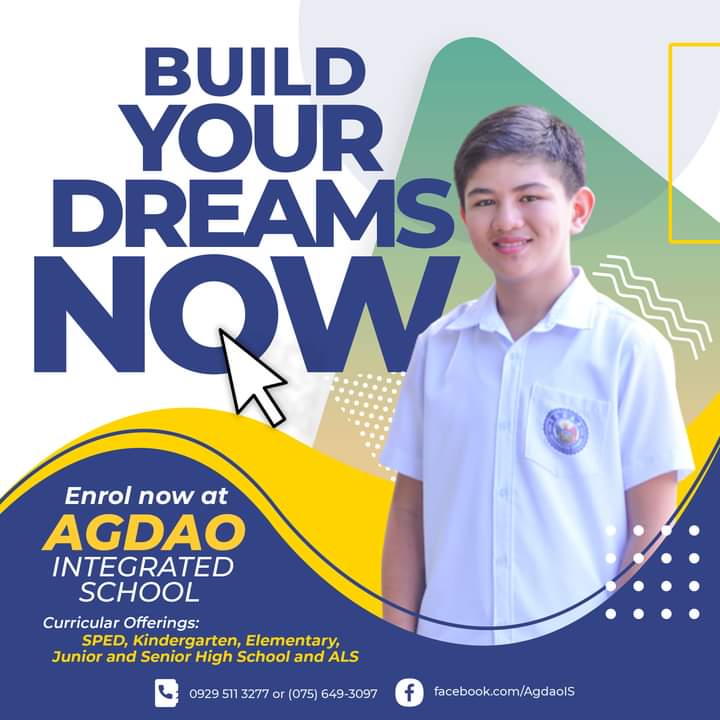 BUILD
YOUR
DREAMS
NOW
Enrol now at
AGDAO
INTEGRATED
SCHOOL
Curricular Offerings:
SPED, Kindergarten, Elementary,
Junior and Senior High School and ALS
0929 511 3277 or (075) 649-3097
facebook.com/AgdaoIS